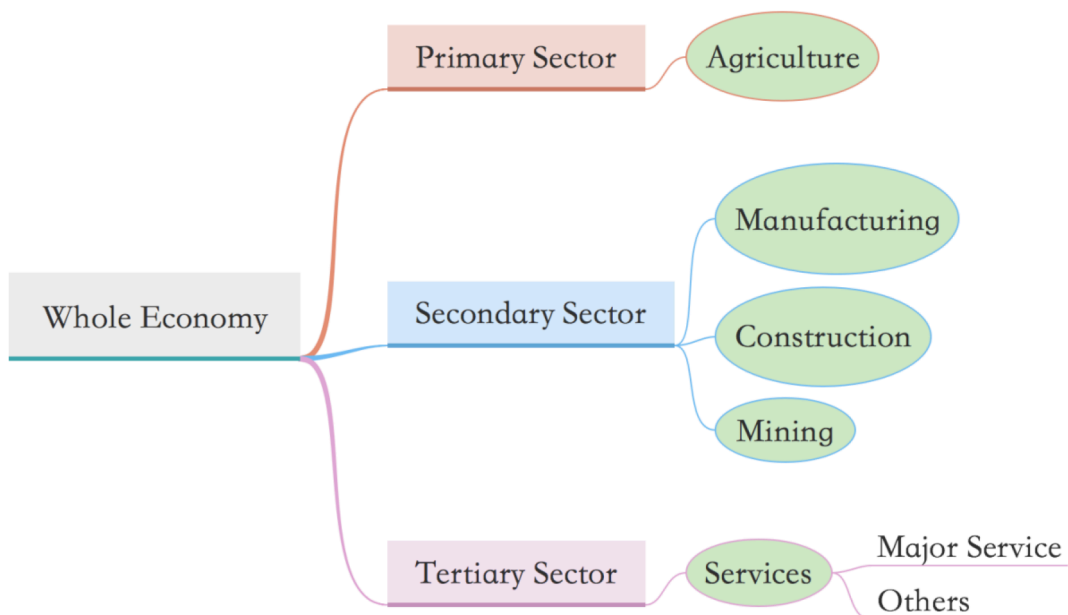 Primary Sector
Agriculture
Manufacturing
Whole Economy
Secondary Sector
Construction
Mining
Tertiary Sector
Services
Major Service
Others